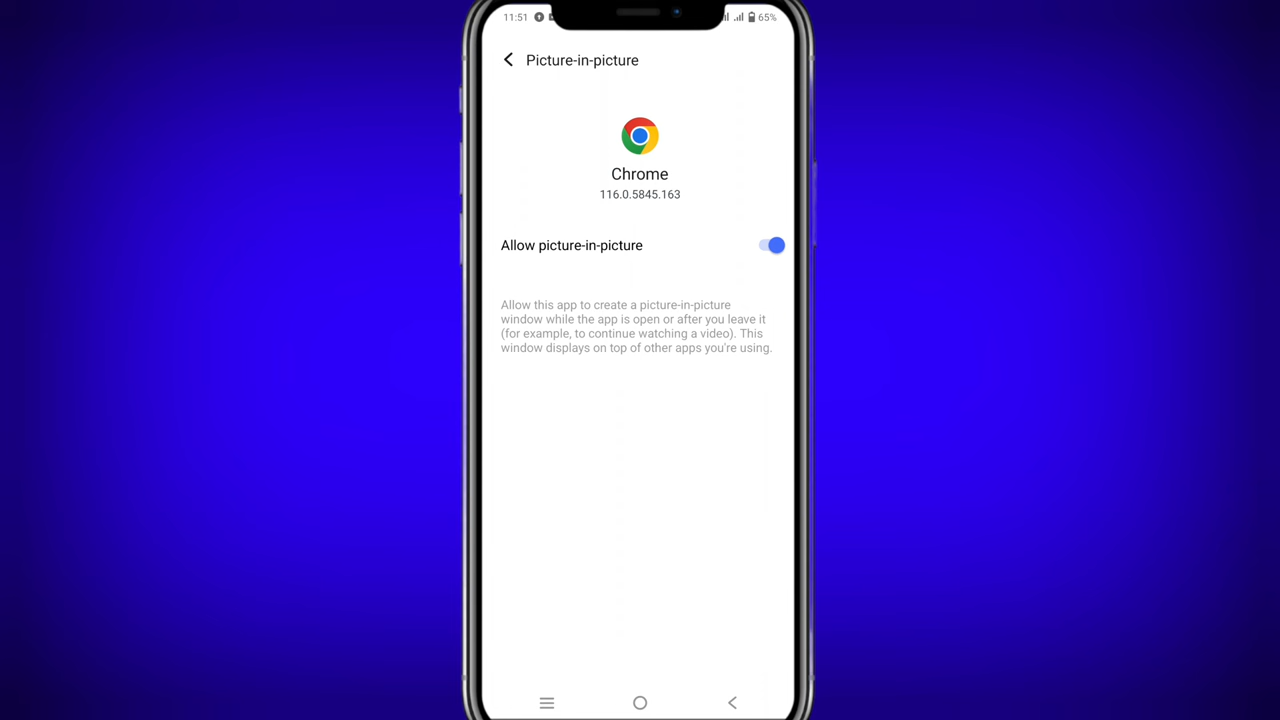 11:51 65%
Picture-in-picture
Chrome
116.0.5845.163
Allow picture-in-picture
Allow this app to create a picture-in-picture
window while the app is open or after you leave it
(for example, to continue watching a video). This
window displays on top of other apps you're using.